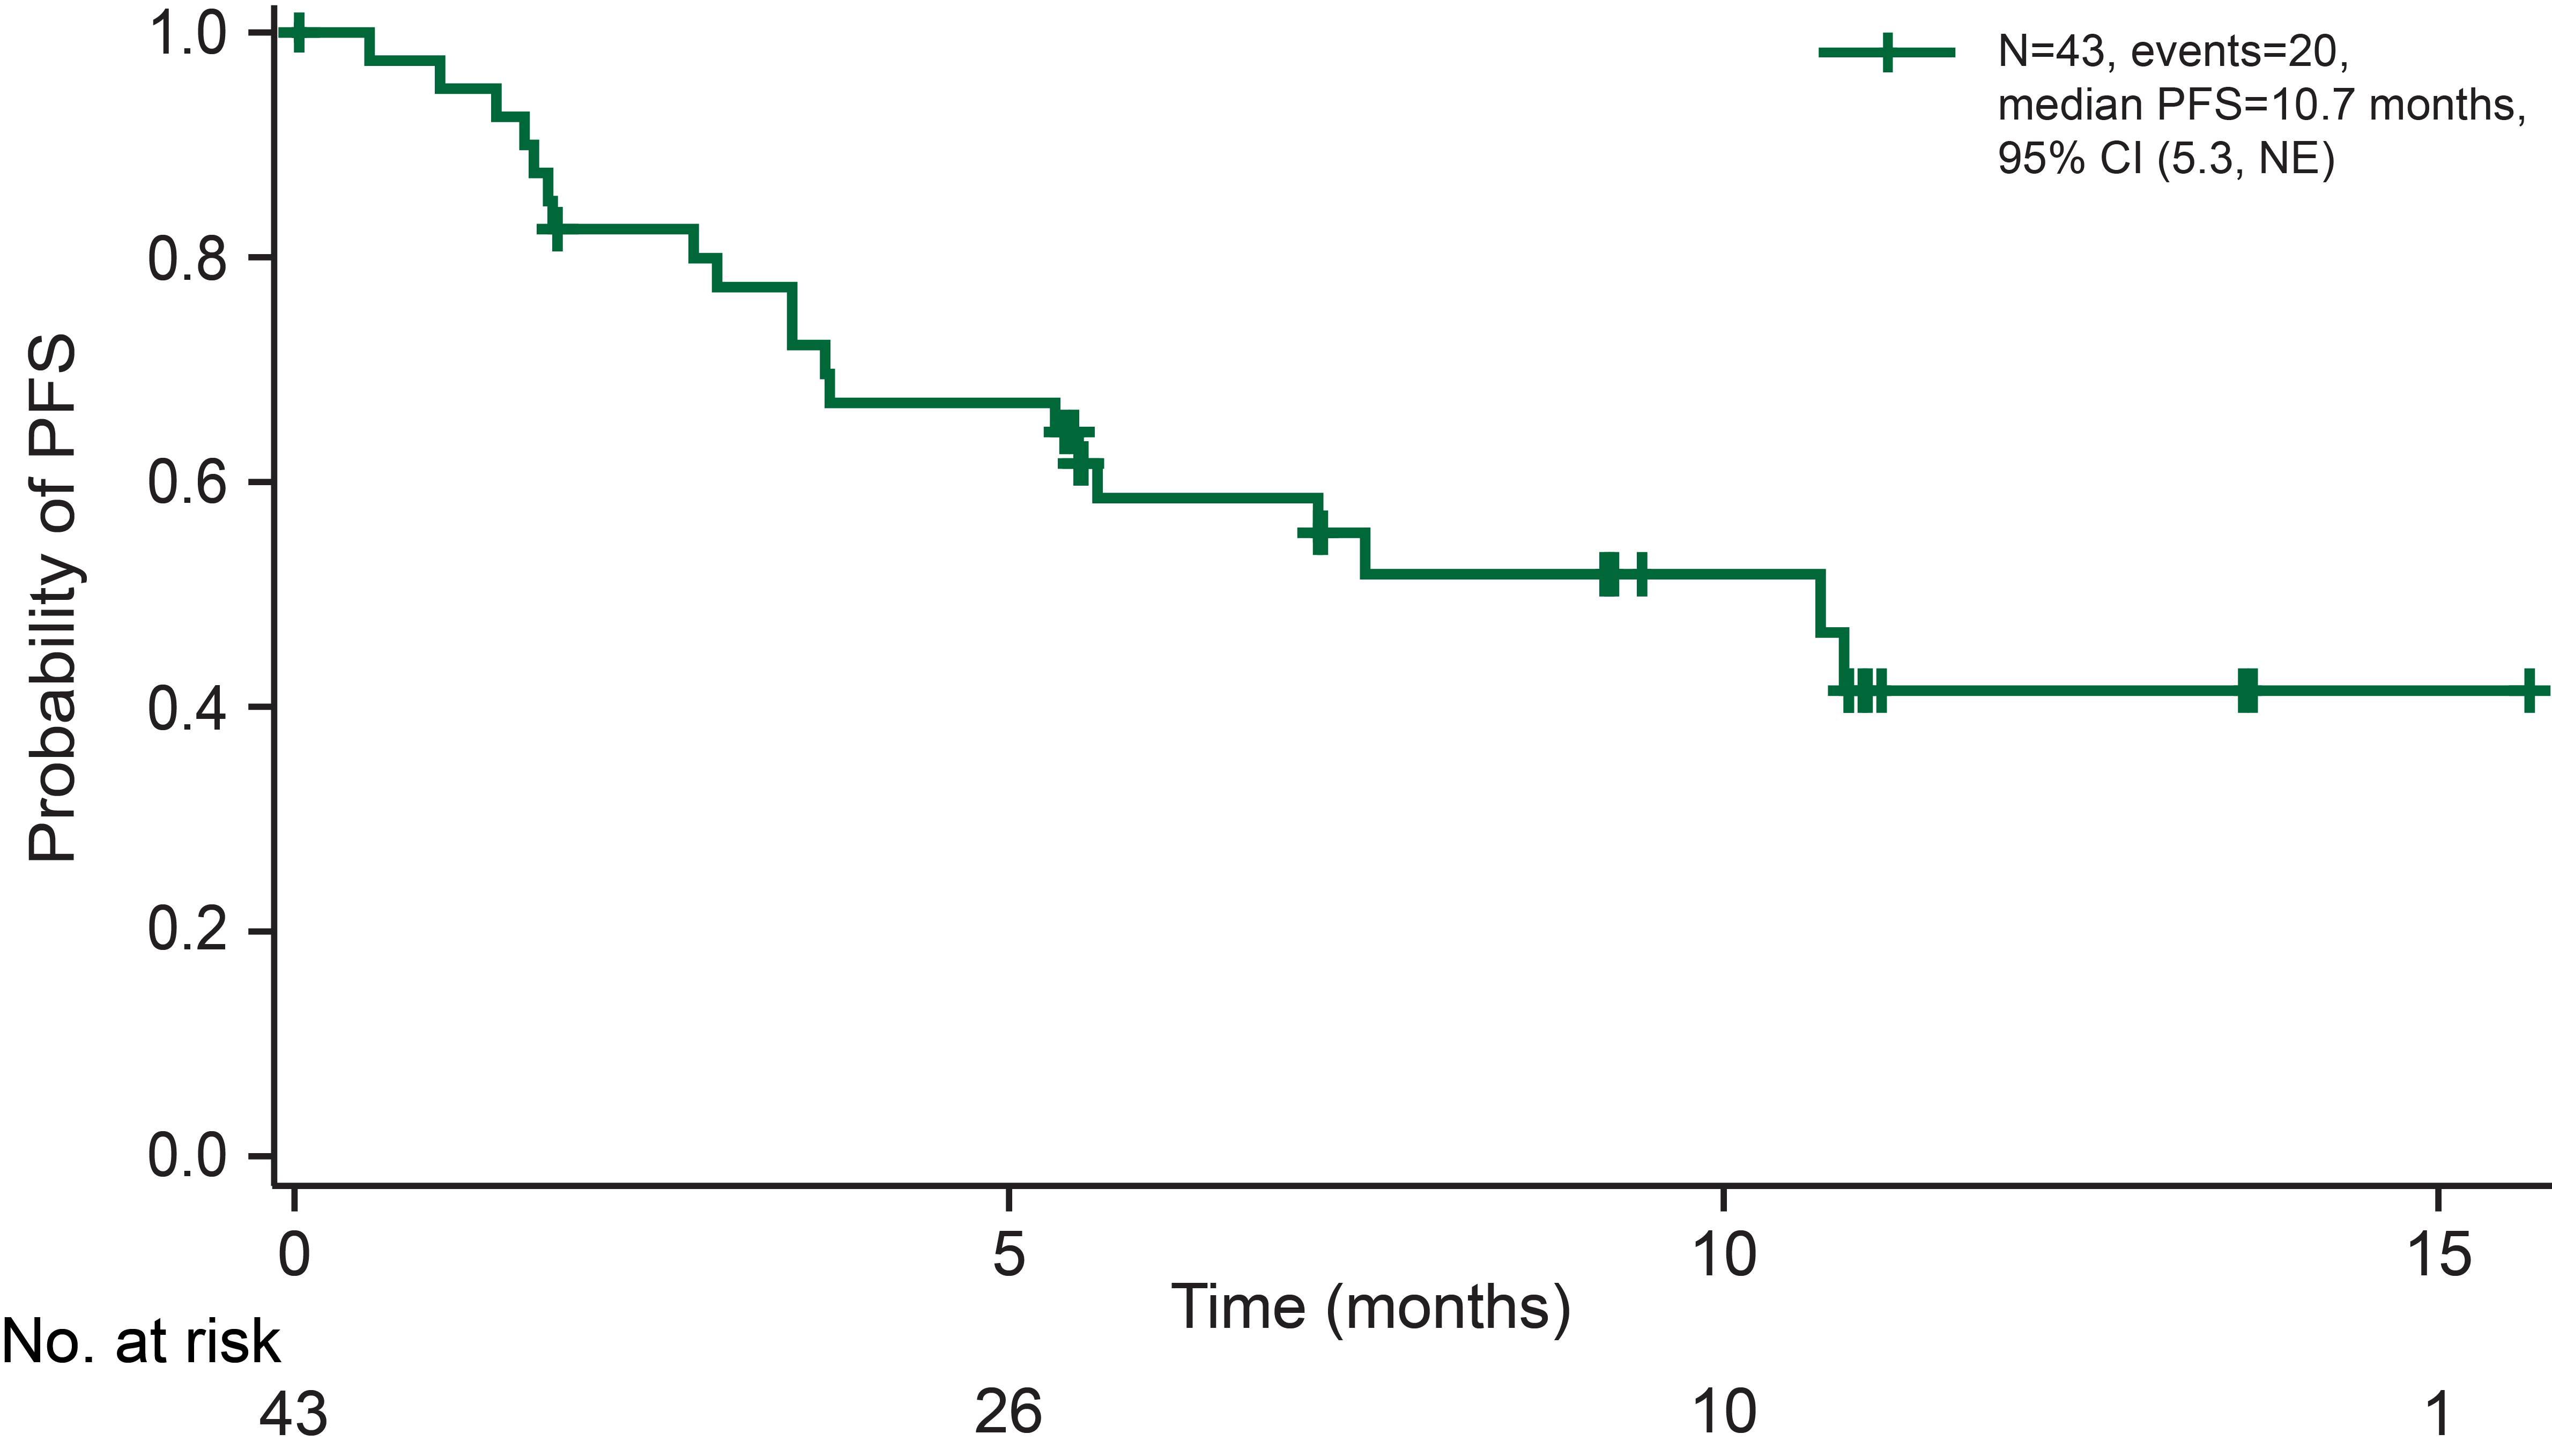 N=43, events=20,
median PFS=10.7 months,
95% CI (5.3, NE)
Probability of PFS
1.0
0.8
0.6
0.4
0.2
0.0
0 5 10 15
Time (months)
No. at risk
43 26 10 1